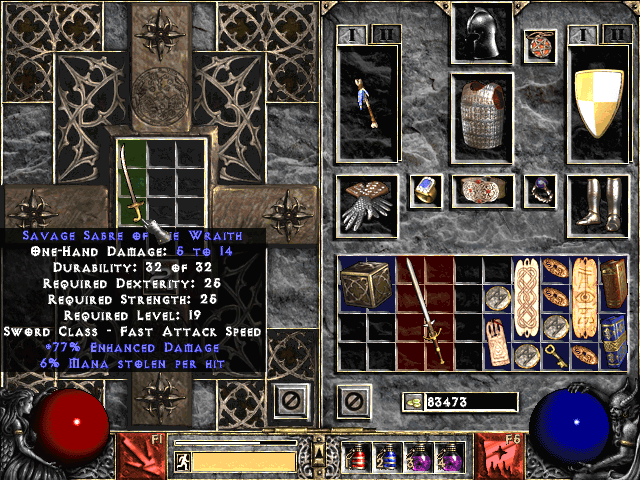 I II
I II
Savage Sabre of the Wraith
One-Hand Damage: 5 to 14
Durability: 32 of 32
Required Dexterity: 25
Required Strength: 25
Required Level: 19
Sword Class - Fast Attack Speed
+77% Enhanced Damage
6% Mana stolen per hit
83473
F1
F6